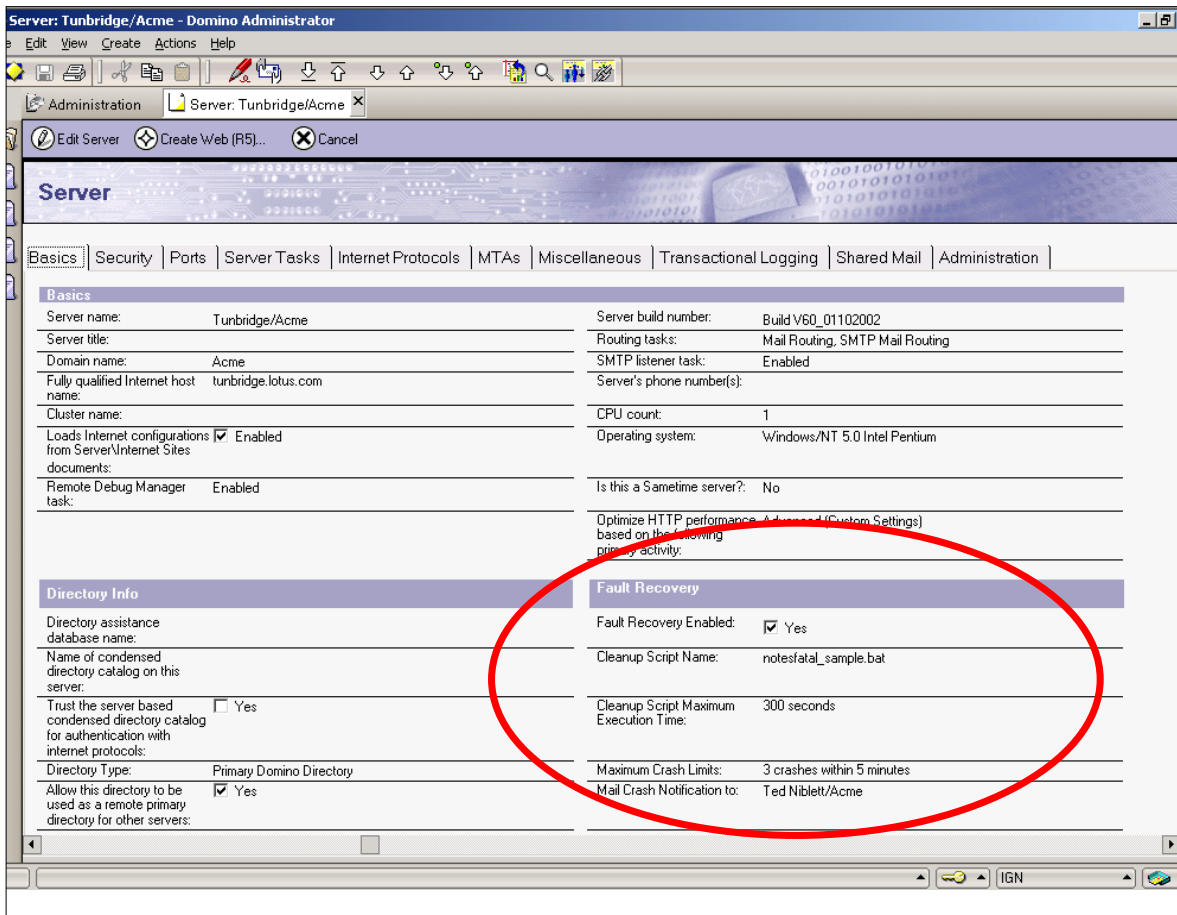 Server: Tunbridge/Acme - Domino Administrator
Edit View Create Actions Help
Administration Server: Tunbridge/Acme
Edit Server Create Web (R5)... Cancel
Server
Basics Security Ports Server Tasks Internet Protocols MTAs Miscellaneous Transactional Logging Shared Mail Administration
Basics
Server name: Tunbridge/Acme
Server title:
Domain name: Acme
Fully qualified Internet host tunbridge.lotus.com
name:
Cluster name:
Loads Internet configurations Enabled
from Server\Internet Sites
documents:
Remote Debug Manager Enabled
task:
Server build number: Build V60_01102002
Routing tasks: Mail Routing, SMTP Mail Routing
SMTP listener task: Enabled
Server's phone number(s):
CPU count: 1
Operating system: Windows/NT 5.0 Intel Pentium
Is this a Sametime server?: No
Optimize HTTP performance Advanced (Custom Settings)
based on the following
primary activity:
Directory Info
Directory assistance
database name:
Name of condensed
directory catalog on this
server:
Trust the server based Yes
condensed directory catalog
for authentication with
internet protocols:
Directory Type: Primary Domino Directory
Allow this directory to be Yes
used as a remote primary
directory for other servers:
Fault Recovery
Fault Recovery Enabled: Yes
Cleanup Script Name: notesfatal_sample.bat
Cleanup Script Maximum 300 seconds
Execution Time:
Maximum Crash Limits: 3 crashes within 5 minutes
Mail Crash Notification to: Ted Niblett/Acme
IGN